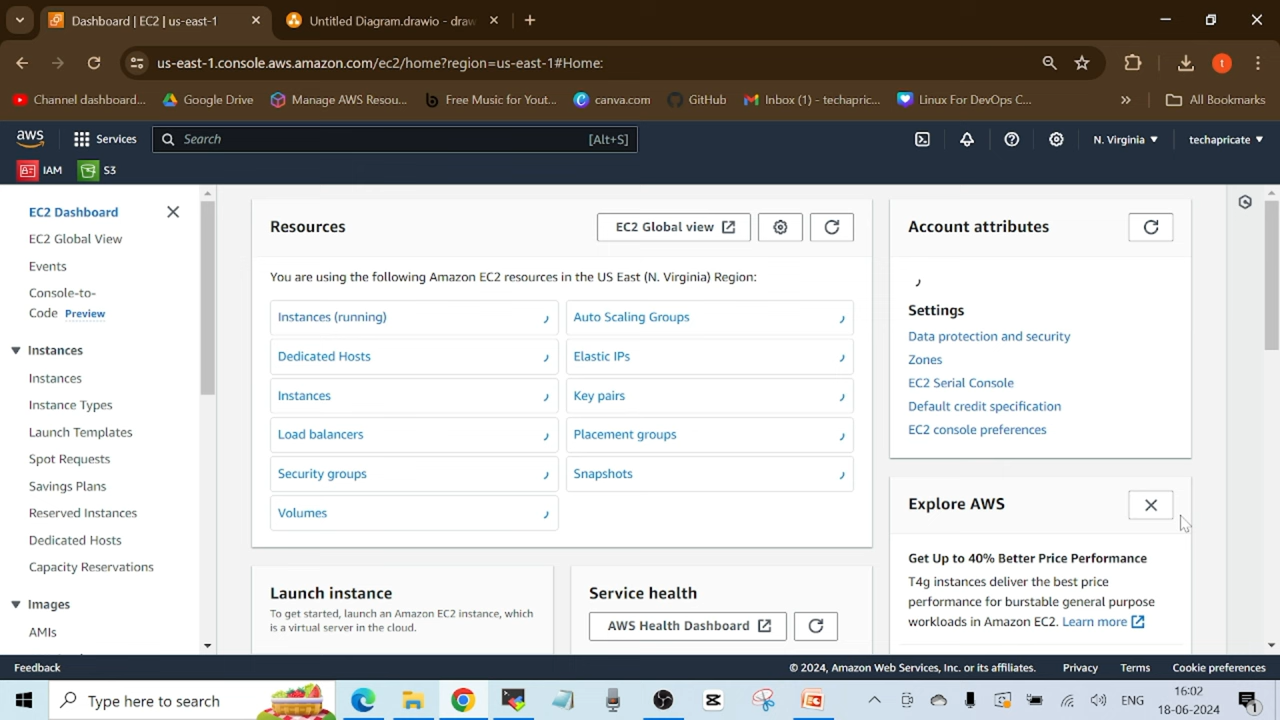 Dashboard | EC2 | us-east-1
Untitled Diagram.drawio - draw
us-east-1.console.aws.amazon.com/ec2/home?region=us-east-1#Home:
t
Channel dashboard...
Google Drive
Manage AWS Resou...
Free Music for Yout...
canva.com
GitHub
Inbox (1) - techapric...
Linux For DevOps C...
»
All Bookmarks
aws
Services
Search
[Alt+S]
N. Virginia
techapricate
IAM
S3
EC2 Dashboard
EC2 Global View
Events
Console-to-
Code Preview
Instances
Instances
Instance Types
Launch Templates
Spot Requests
Savings Plans
Reserved Instances
Dedicated Hosts
Capacity Reservations
Images
AMIs
Resources
EC2 Global view
You are using the following Amazon EC2 resources in the US East (N. Virginia) Region:
Instances (running)
Auto Scaling Groups
Dedicated Hosts
Elastic IPs
Instances
Key pairs
Load balancers
Placement groups
Security groups
Snapshots
Volumes
Launch instance
To get started, launch an Amazon EC2 instance, which
is a virtual server in the cloud.
Service health
AWS Health Dashboard
Account attributes
Settings
Data protection and security
Zones
EC2 Serial Console
Default credit specification
EC2 console preferences
Explore AWS
Get Up to 40% Better Price Performance
T4g instances deliver the best price
performance for burstable general purpose
workloads in Amazon EC2. Learn more
Feedback
© 2024, Amazon Web Services, Inc. or its affiliates.
Privacy
Terms
Cookie preferences
Type here to search
ENG
16:02
18-06-2024
1